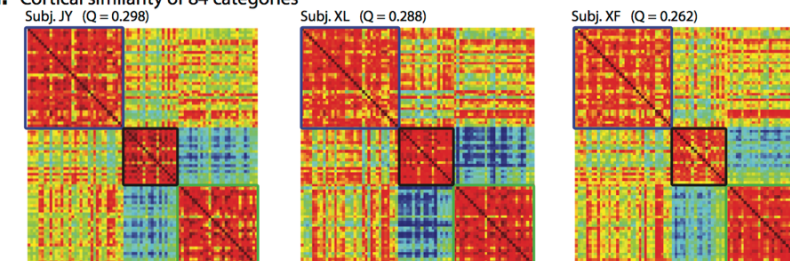 Cortical similarity of 84 categories
Subj. JY (Q = 0.298) Subj. XL (Q = 0.288) Subj. XF (Q = 0.262)